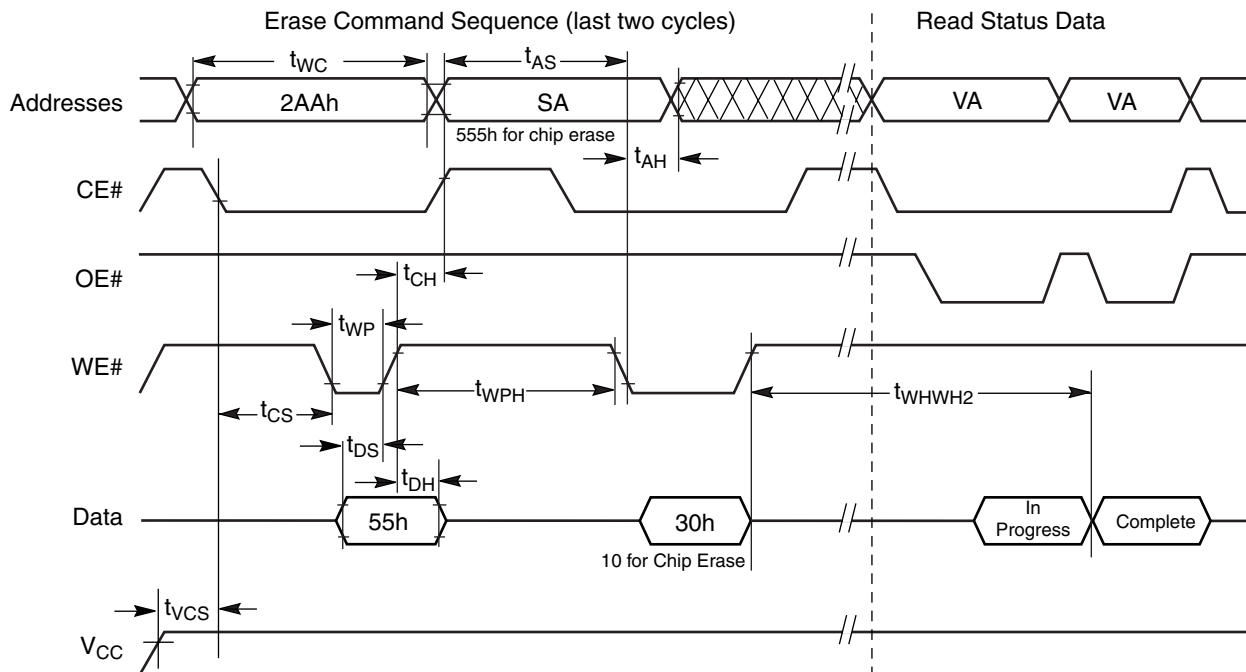 Erase Command Sequence (last two cycles)
Read Status Data
tWC
tAS
Addresses
2AAh
SA
VA
VA
555h for chip erase
tAH
CE#
OE#
tCH
tWP
WE#
tWPH
tWHWH2
tCS
tDS
tDH
Data
55h
30h
In
Progress
Complete
10 for Chip Erase
tVCS
VCC